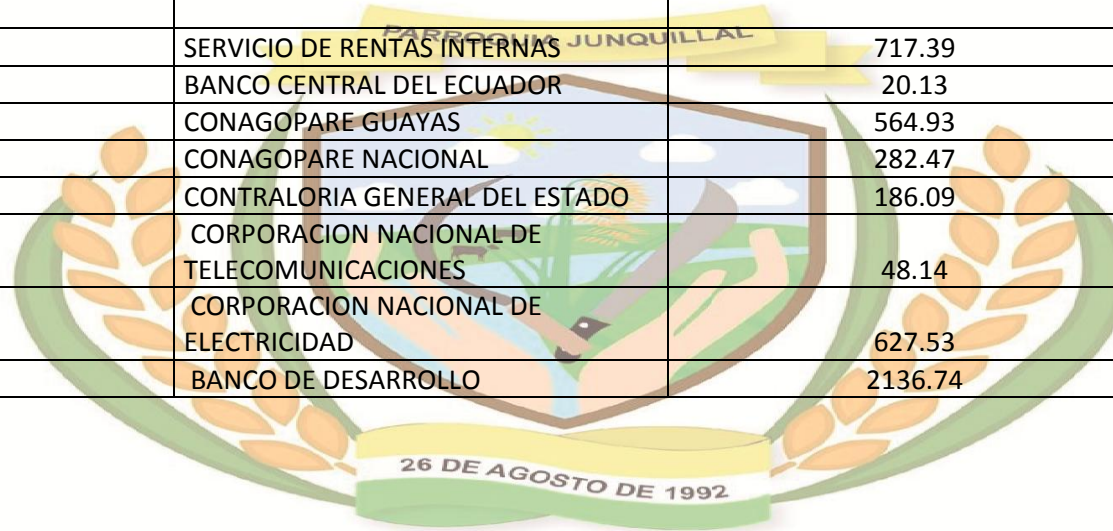 PARROQUIA JUNQUILLAL
SERVICIO DE RENTAS INTERNAS 717.39
BANCO CENTRAL DEL ECUADOR 20.13
CONAGOPARE GUAYAS 564.93
CONAGOPARE NACIONAL 282.47
CONTRALORIA GENERAL DEL ESTADO 186.09
CORPORACION NACIONAL DE
TELECOMUNICACIONES 48.14
CORPORACION NACIONAL DE
ELECTRICIDAD 627.53
BANCO DE DESARROLLO 2136.74
26 DE AGOSTO DE 1992